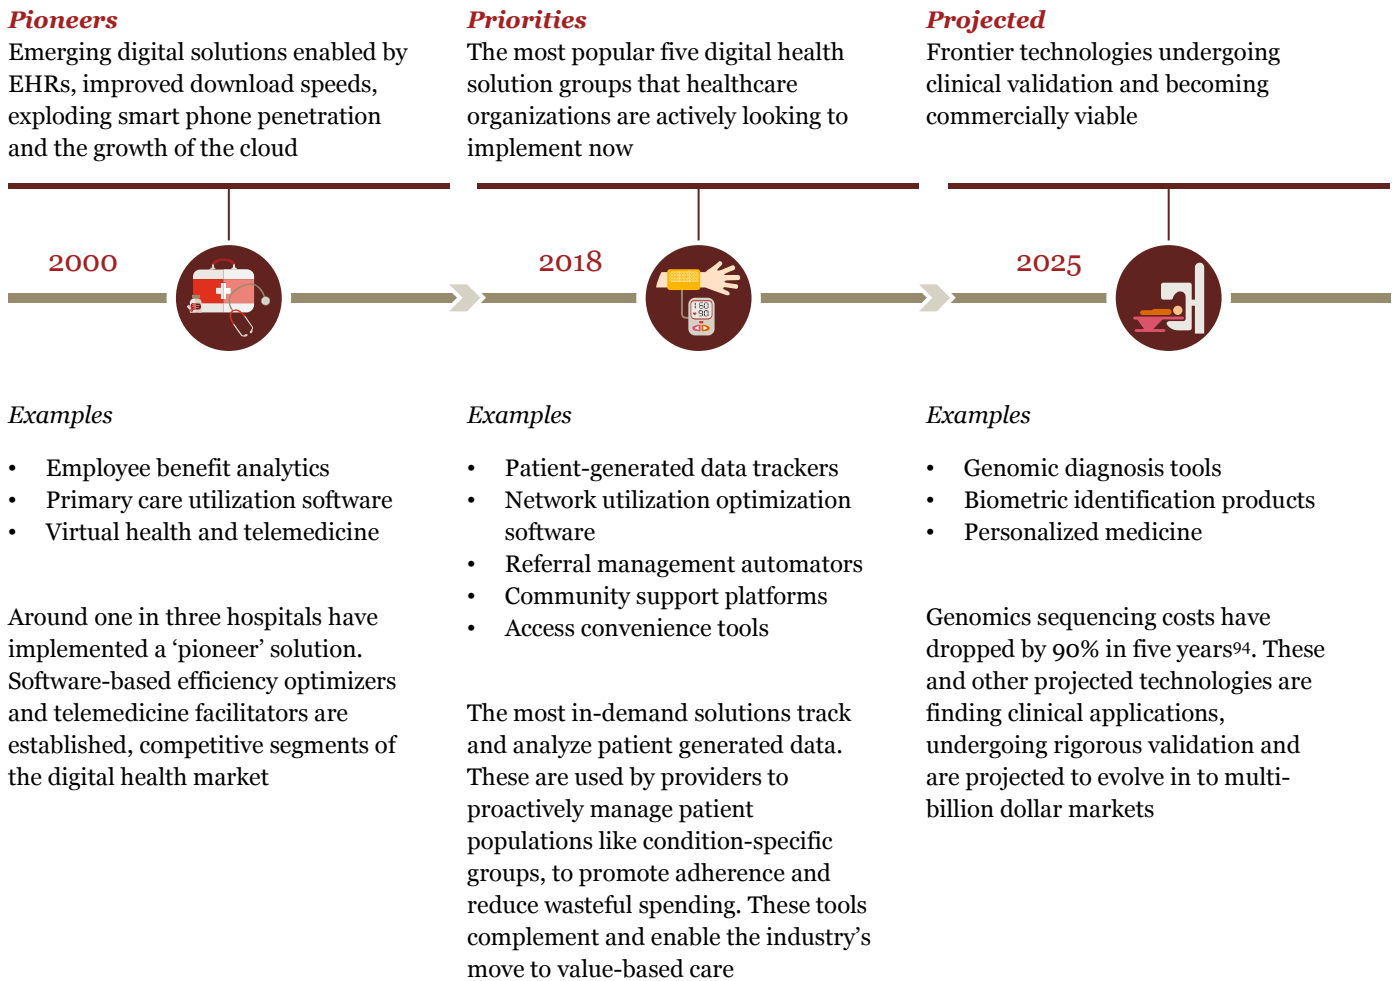 Pioneers
Emerging digital solutions enabled by
EHRs, improved download speeds,
exploding smart phone penetration
and the growth of the cloud
Priorities
The most popular five digital health
solution groups that healthcare
organizations are actively looking to
implement now
Projected
Frontier technologies undergoing
clinical validation and becoming
commercially viable
2000
2018
160
90
2025
Examples
• Employee benefit analytics
• Primary care utilization software
• Virtual health and telemedicine
Around one in three hospitals have
implemented a ‘pioneer’ solution.
Software-based efficiency optimizers
and telemedicine facilitators are
established, competitive segments of
the digital health market
Examples
• Patient-generated data trackers
• Network utilization optimization
software
• Referral management automators
• Community support platforms
• Access convenience tools
The most in-demand solutions track
and analyze patient generated data.
These are used by providers to
proactively manage patient
populations like condition-specific
groups, to promote adherence and
reduce wasteful spending. These tools
complement and enable the industry’s
move to value-based care
Examples
• Genomic diagnosis tools
• Biometric identification products
• Personalized medicine
Genomics sequencing costs have
dropped by 90% in five years94. These
and other projected technologies are
finding clinical applications,
undergoing rigorous validation and
are projected to evolve in to multi-
billion dollar markets